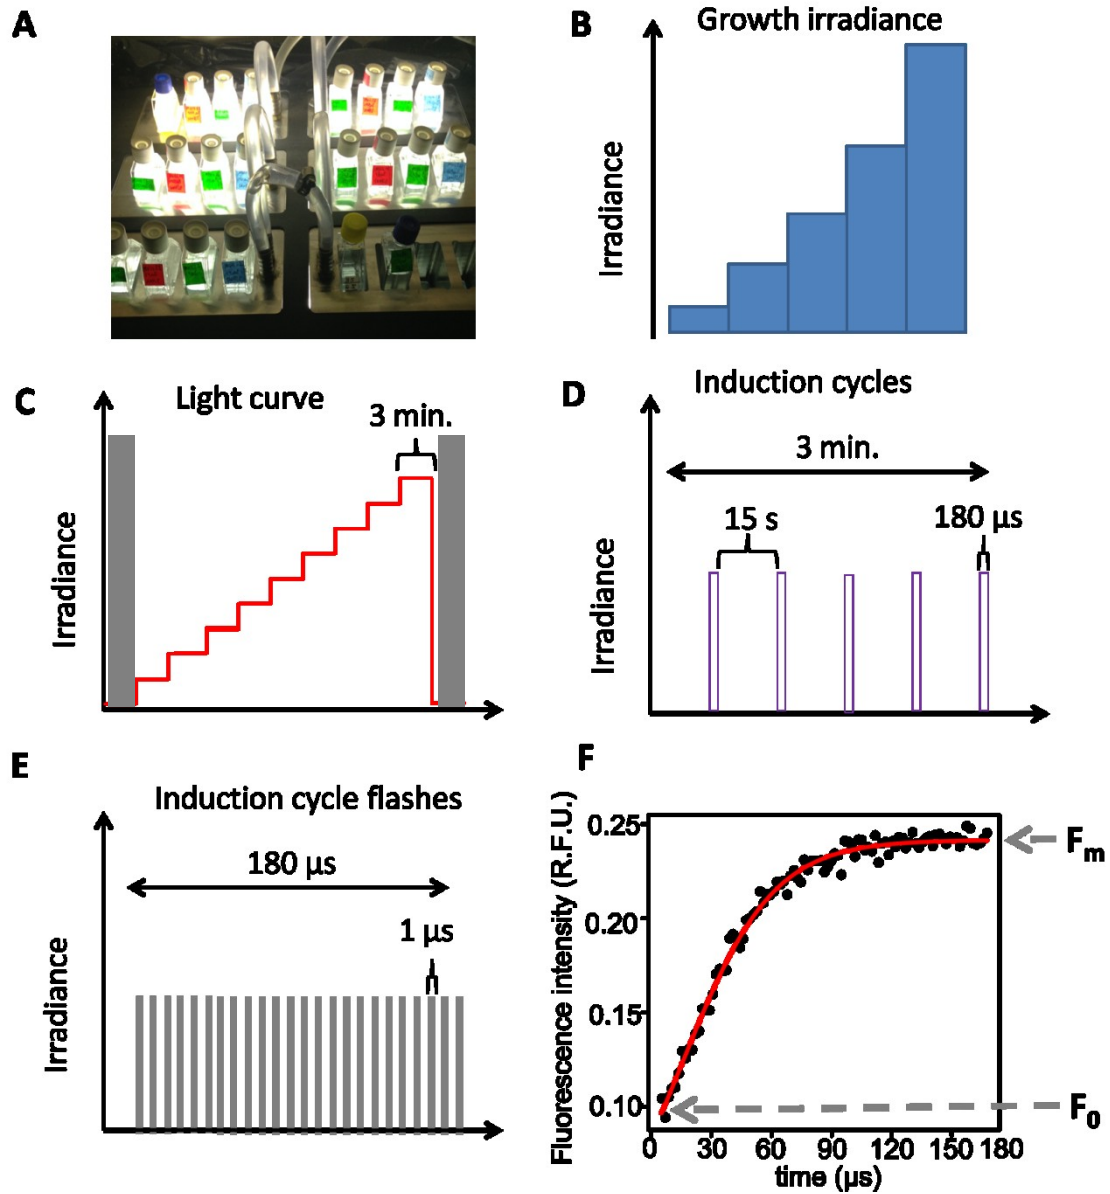 A
B
Growth irradiance
Irradiance
C
Light curve
3 min.
Irradiance
D
Induction cycles
3 min.
15 s
180 µs
Irradiance
E
Induction cycle flashes
180 µs
1 µs
Irradiance
F
Fluorescence intensity (R.F.U.)
0.25
0.20
0.15
0.10
0
30
60
90
120
150
180
time (µs)
Fm
F0